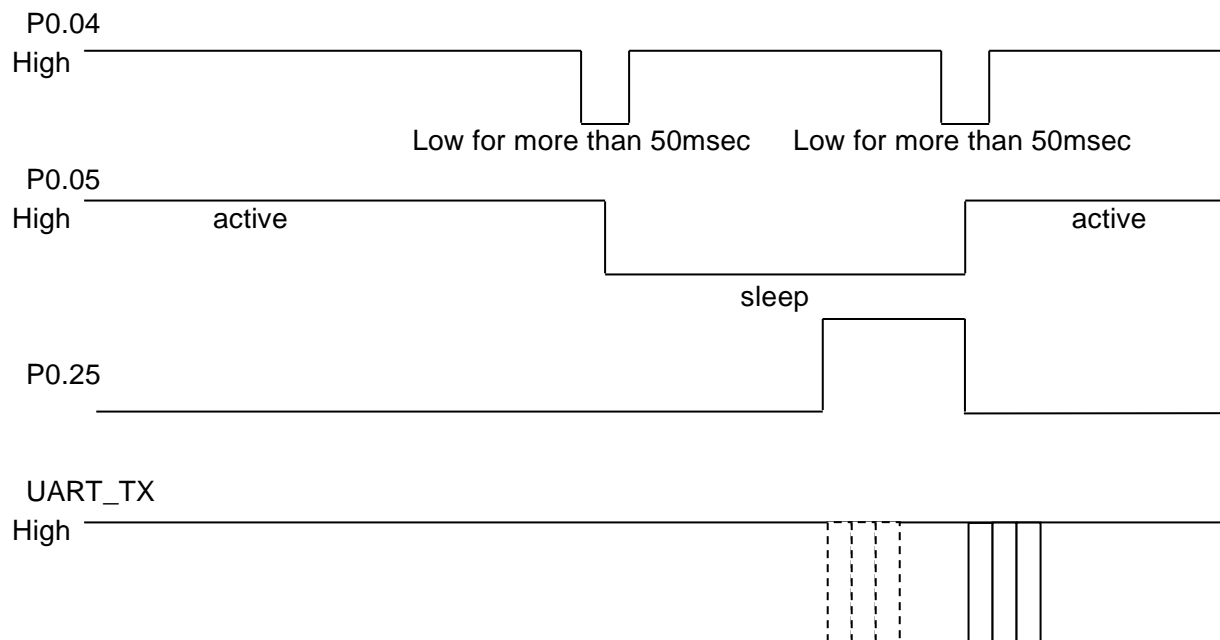 P0.04
High
Low for more than 50msec Low for more than 50msec
P0.05
High active active
sleep
P0.25
UART_TX
High